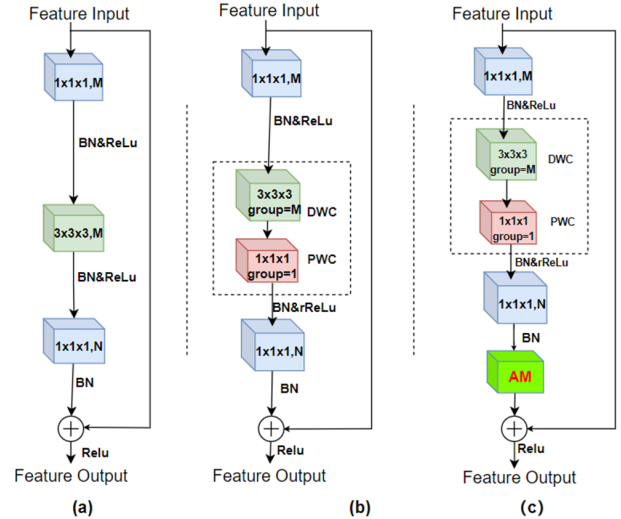 Feature Input
1x1x1,M
BN&ReLu
3x3x3,M
BN&ReLu
1x1x1,N
BN
Relu
Feature Output
(a)
Feature Input
1x1x1,M
BN&ReLu
3x3x3
group=M
DWC
1x1x1
group=1
PWC
BN&rReLu
1x1x1,N
BN
Relu
Feature Output
(b)
Feature Input
1x1x1,M
BN&ReLu
3x3x3
group=M
DWC
1x1x1
group=1
PWC
BN&rReLu
1x1x1,N
BN
AM
Relu
Feature Output
(c)